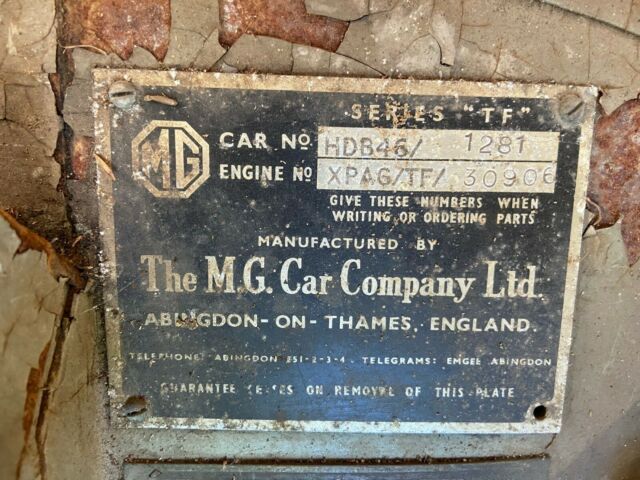 SERIES "TF"
MG
CAR No HDB46/ 1281
ENGINE No XPAG/TF/ 30906
GIVE THESE NUMBERS WHEN
WRITING OR ORDERING PARTS
MANUFACTURED BY
The M.G. Car Company Ltd.
ABINGDON-ON-THAMES, ENGLAND.
TELEPHONE: ABINGDON 251-2-3-4. TELEGRAMS: EMGEE ABINGDON
GUARANTEE CEASES ON REMOVAL OF THIS PLATE